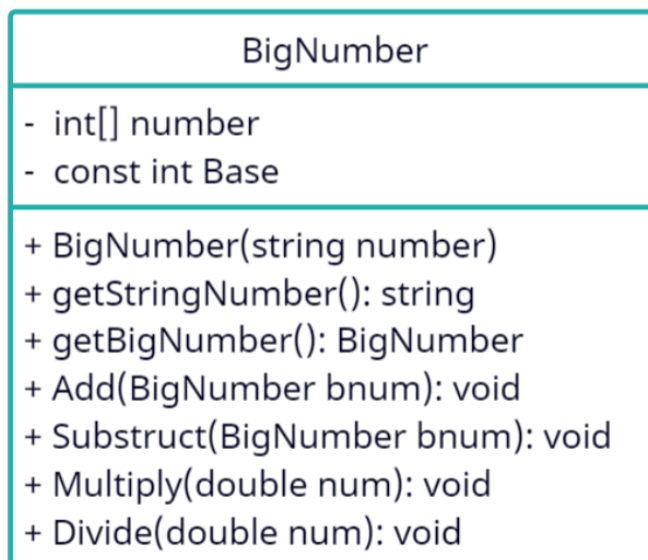 BigNumber
- int[] number
- const int Base
+ BigNumber(string number)
+ getStringNumber(): string
+ getBigNumber(): BigNumber
+ Add(BigNumber bnum): void
+ Substruct(BigNumber bnum): void
+ Multiply(double num): void
+ Divide(double num): void